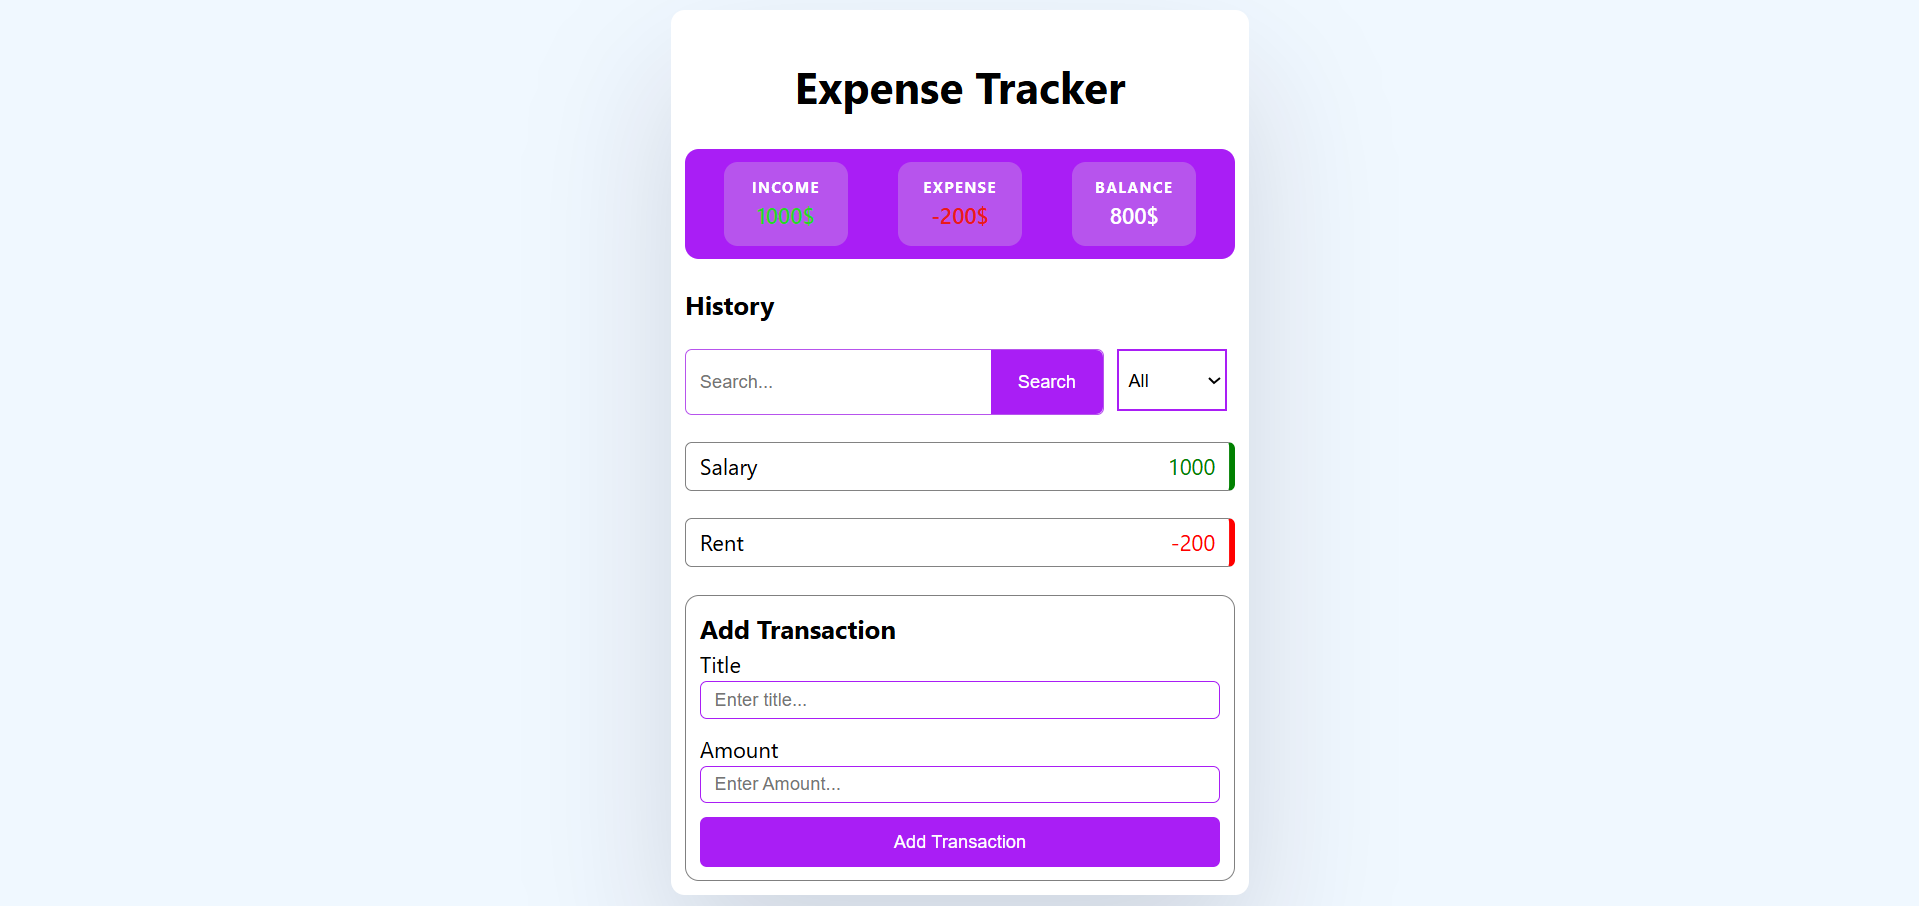 Expense Tracker
INCOME EXPENSE BALANCE
1000$ -200$ 800$
History
Search... Search All
Salary 1000
Rent -200
Add Transaction
Title
Enter title...
Amount
Enter Amount...
Add Transaction